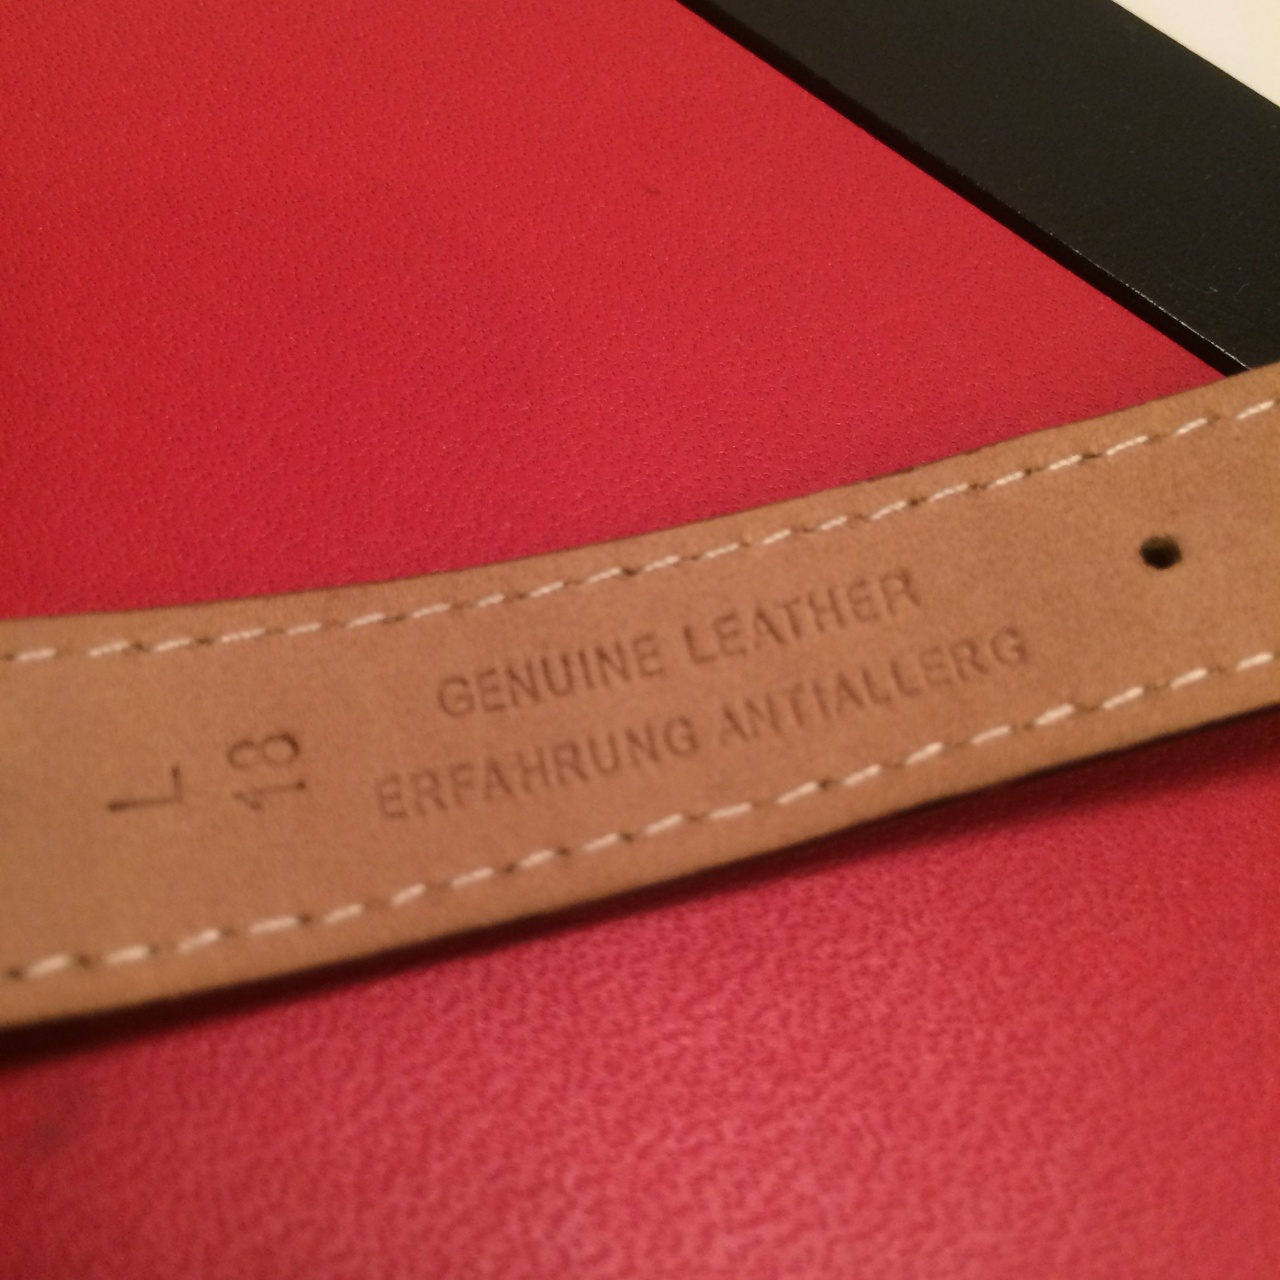 GENUINE LEATHER
ERFAHRUNG ANTIALLERG
L
18